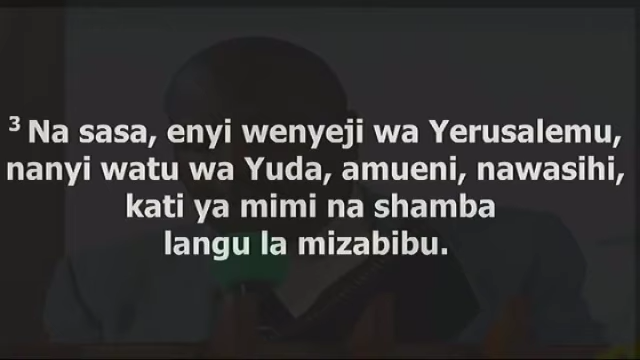 ³ Na sasa, enyi wenyeji wa Yerusalemu,
nanyi watu wa Yuda, amueni, nawasihi,
kati ya mimi na shamba
langu la mizabibu.